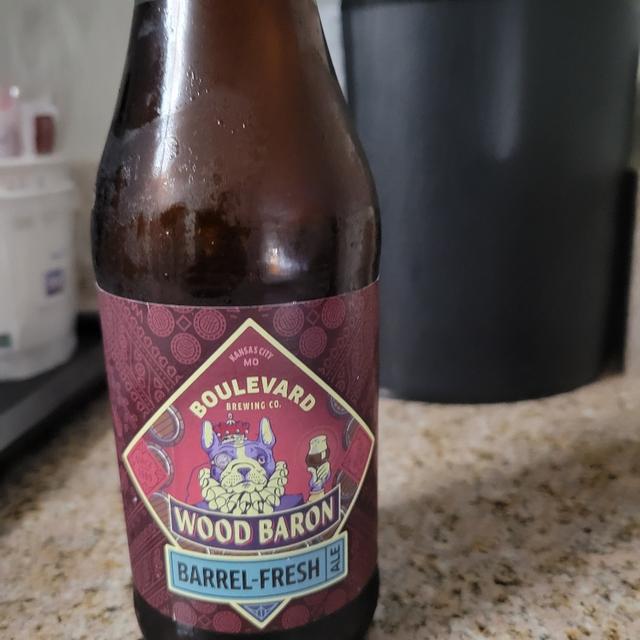 KANSAS CITY
MO
BOULEVARD
BREWING CO.
WOOD BARON
BARREL-FRESH
ALE